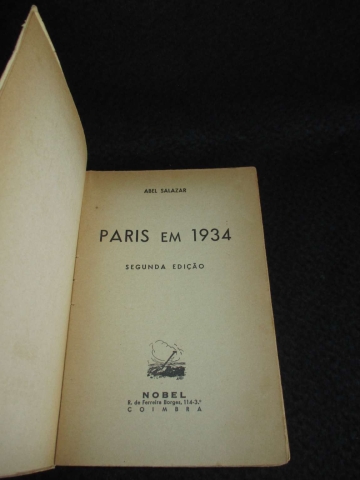 ABEL SALAZAR
PARIS EM 1934
SEGUNDA EDIÇÃO
NOBEL
R. de Ferreira Borges, 114-3.º
COIMBRA